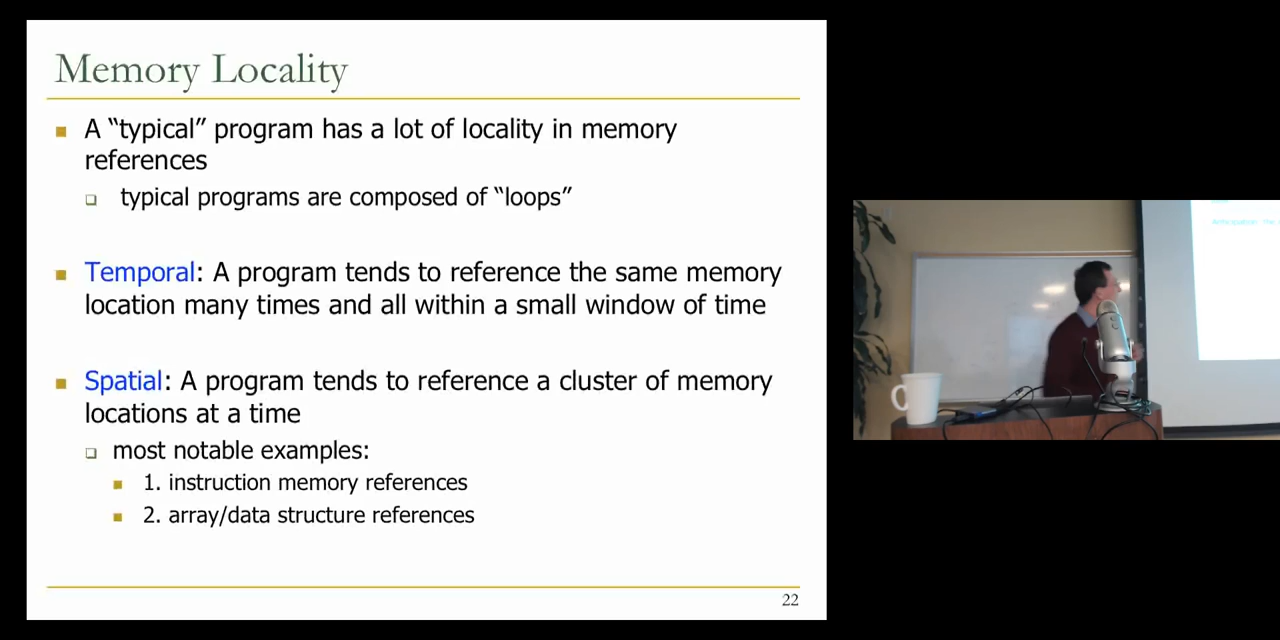 Memory Locality
A “typical” program has a lot of locality in memory
references
typical programs are composed of “loops”
Temporal: A program tends to reference the same memory
location many times and all within a small window of time
Spatial: A program tends to reference a cluster of memory
locations at a time
most notable examples:
1. instruction memory references
2. array/data structure references
22